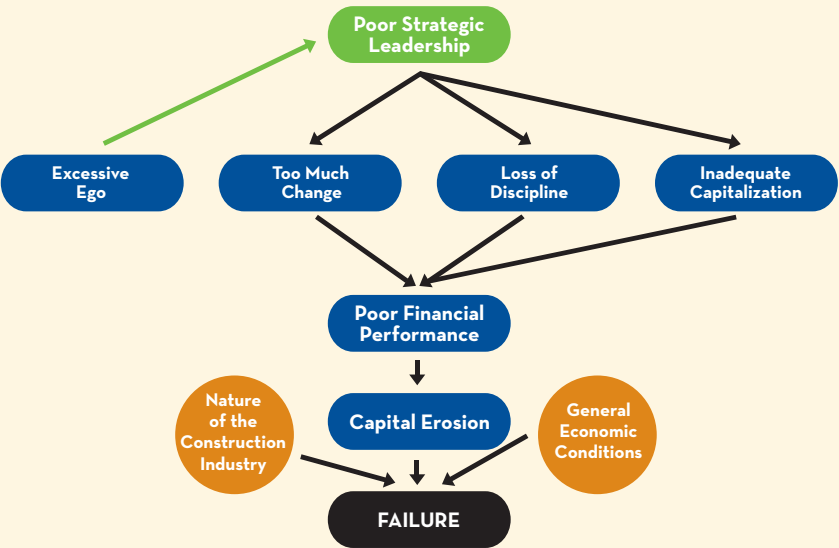 Poor Strategic
Leadership
Excessive
Ego
Too Much
Change
Loss of
Discipline
Inadequate
Capitalization
Poor Financial
Performance
Nature
of the
Construction
Industry
Capital Erosion
General
Economic
Conditions
FAILURE